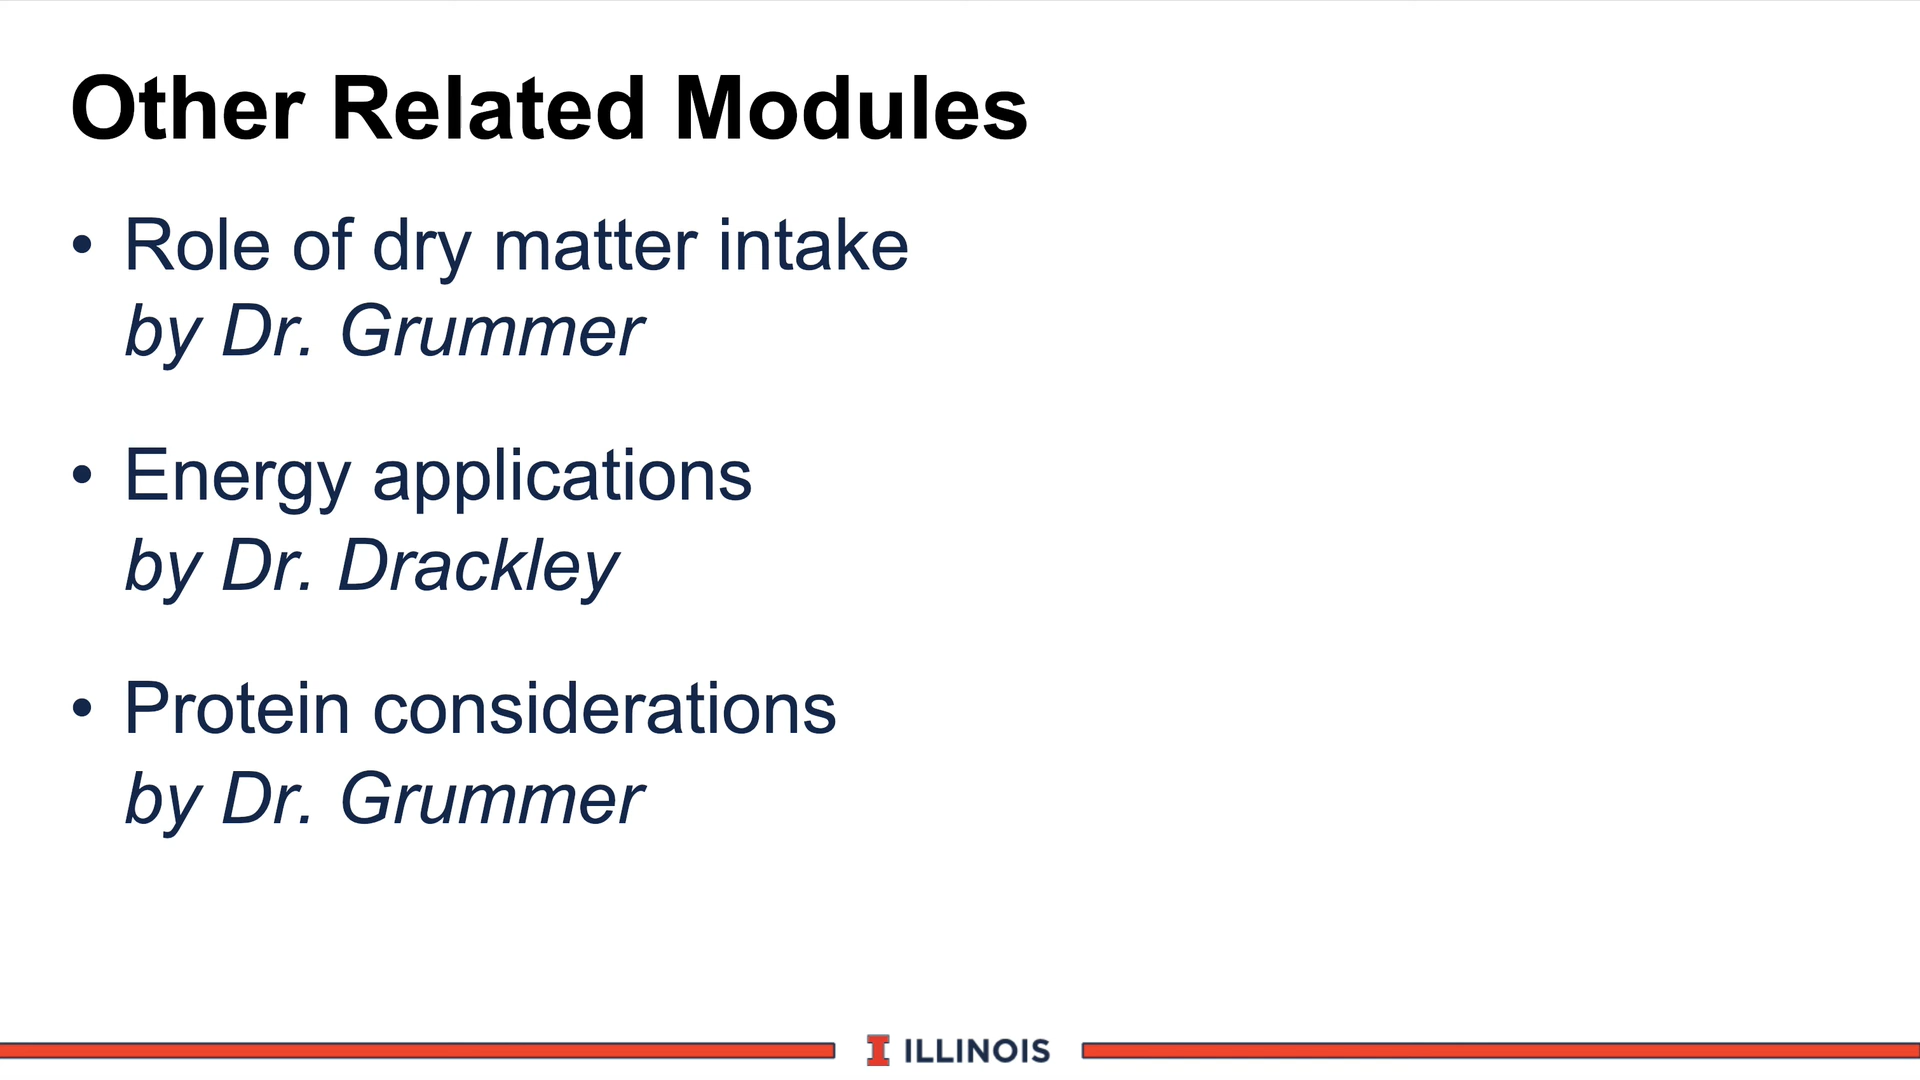 Other Related Modules
• Role of dry matter intake
by Dr. Grummer
• Energy applications
by Dr. Drackley
• Protein considerations
by Dr. Grummer
I ILLINOIS